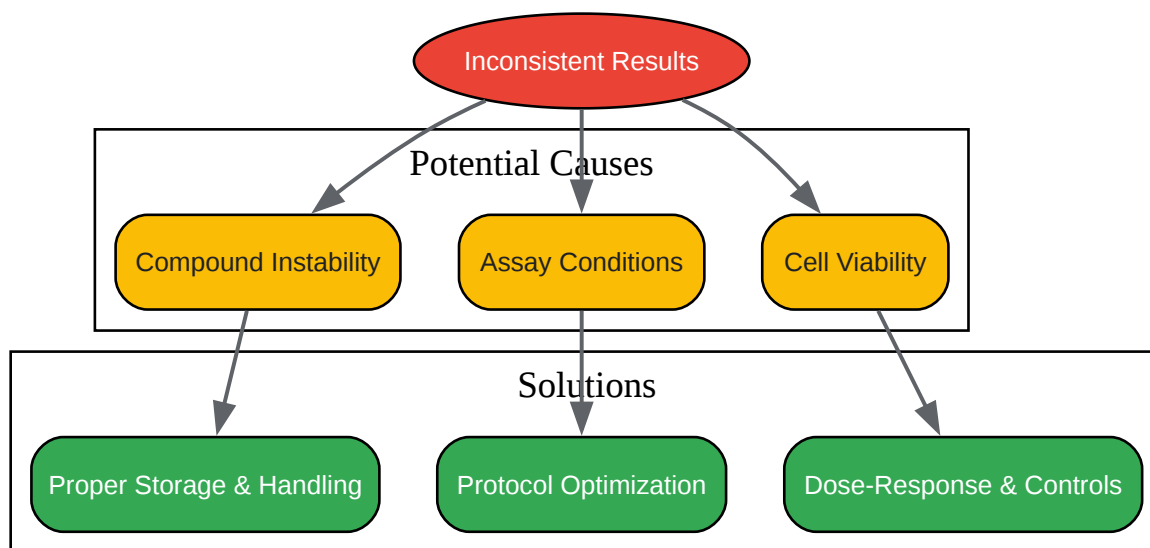 Inconsistent Results
Potential Causes
Compound Instability
Assay Conditions
Cell Viability
Solutions
Proper Storage & Handling
Protocol Optimization
Dose-Response & Controls